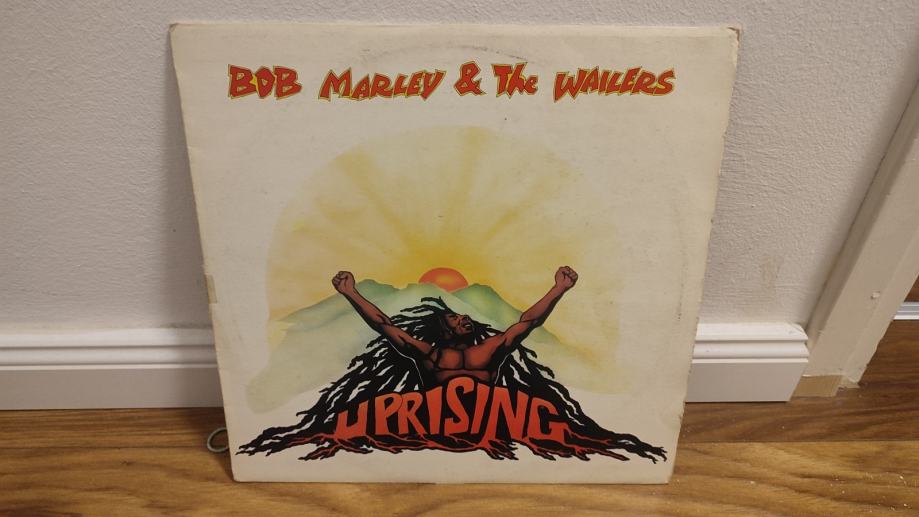 BOB MARLEY & The WAILERS
UPRISING